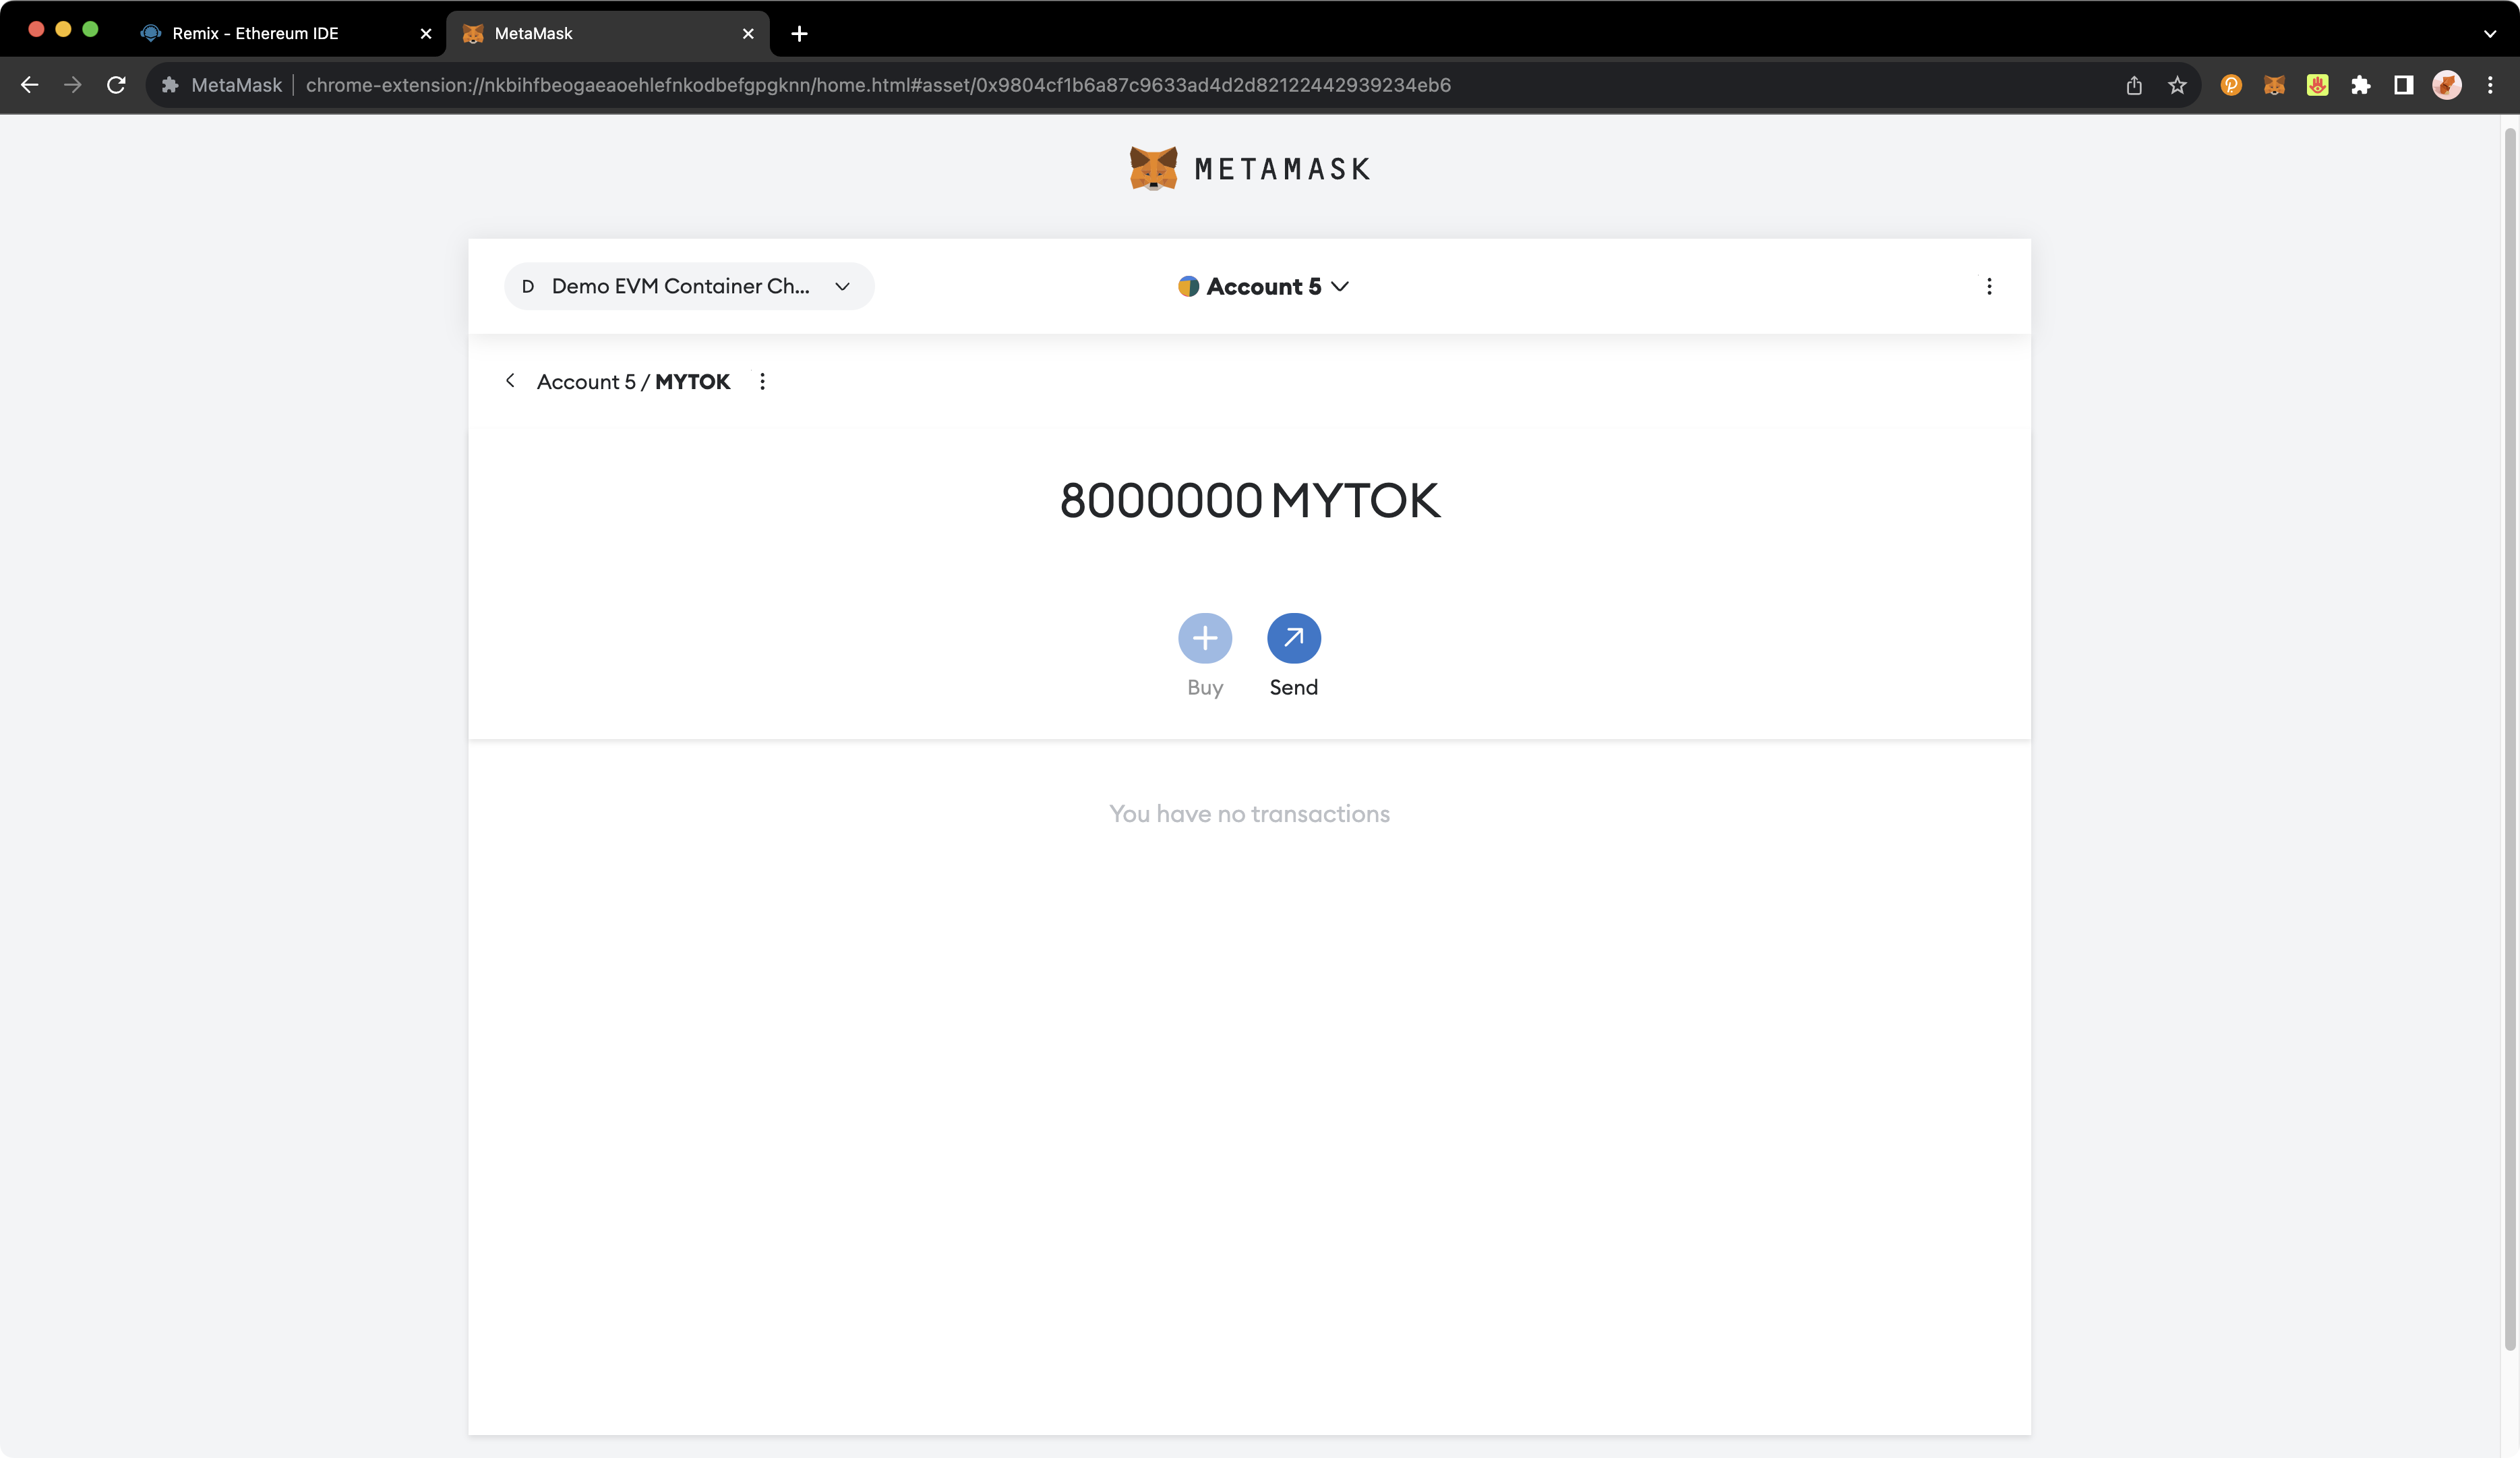 Remix - Ethereum IDE
MetaMask
MetaMask
chrome-extension://nkbihfbeogaeaoehlefnkodbefgpgknn/home.html#asset/0x9804cf1b6a87c9633ad4d2d82122442939234eb6
METAMASK
D Demo EVM Container Ch...
Account 5
Account 5 / MYTOK
8000000 MYTOK
Buy
Send
You have no transactions